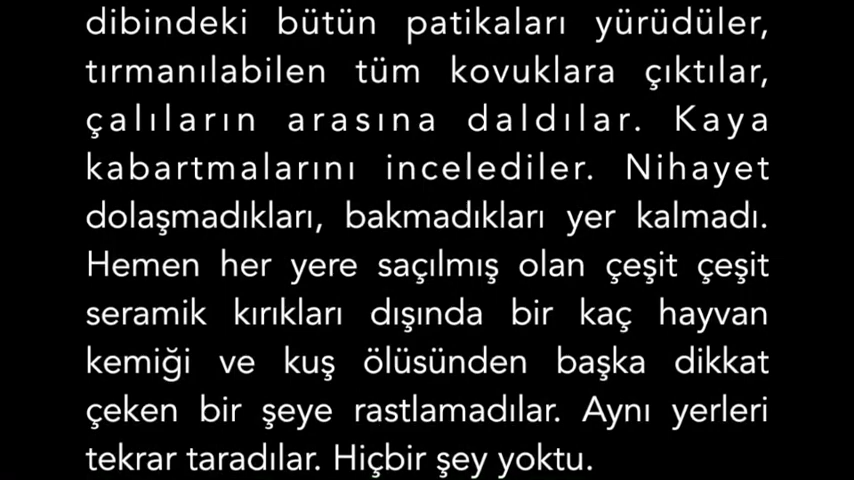 dibindeki bütün patikaları yürüdüler,
tırmanılabilen tüm kovuklara çıktılar,
çalıların arasına daldılar. Kaya
kabartmalarını incelediler. Nihayet
dolaşmadıkları, bakmadıkları yer kalmadı.
Hemen her yere saçılmış olan çeşit çeşit
seramik kırıkları dışında bir kaç hayvan
kemiği ve kuş ölüsünden başka dikkat
çeken bir şeye rastlamadılar. Aynı yerleri
tekrar taradılar. Hiçbir şey yoktu.